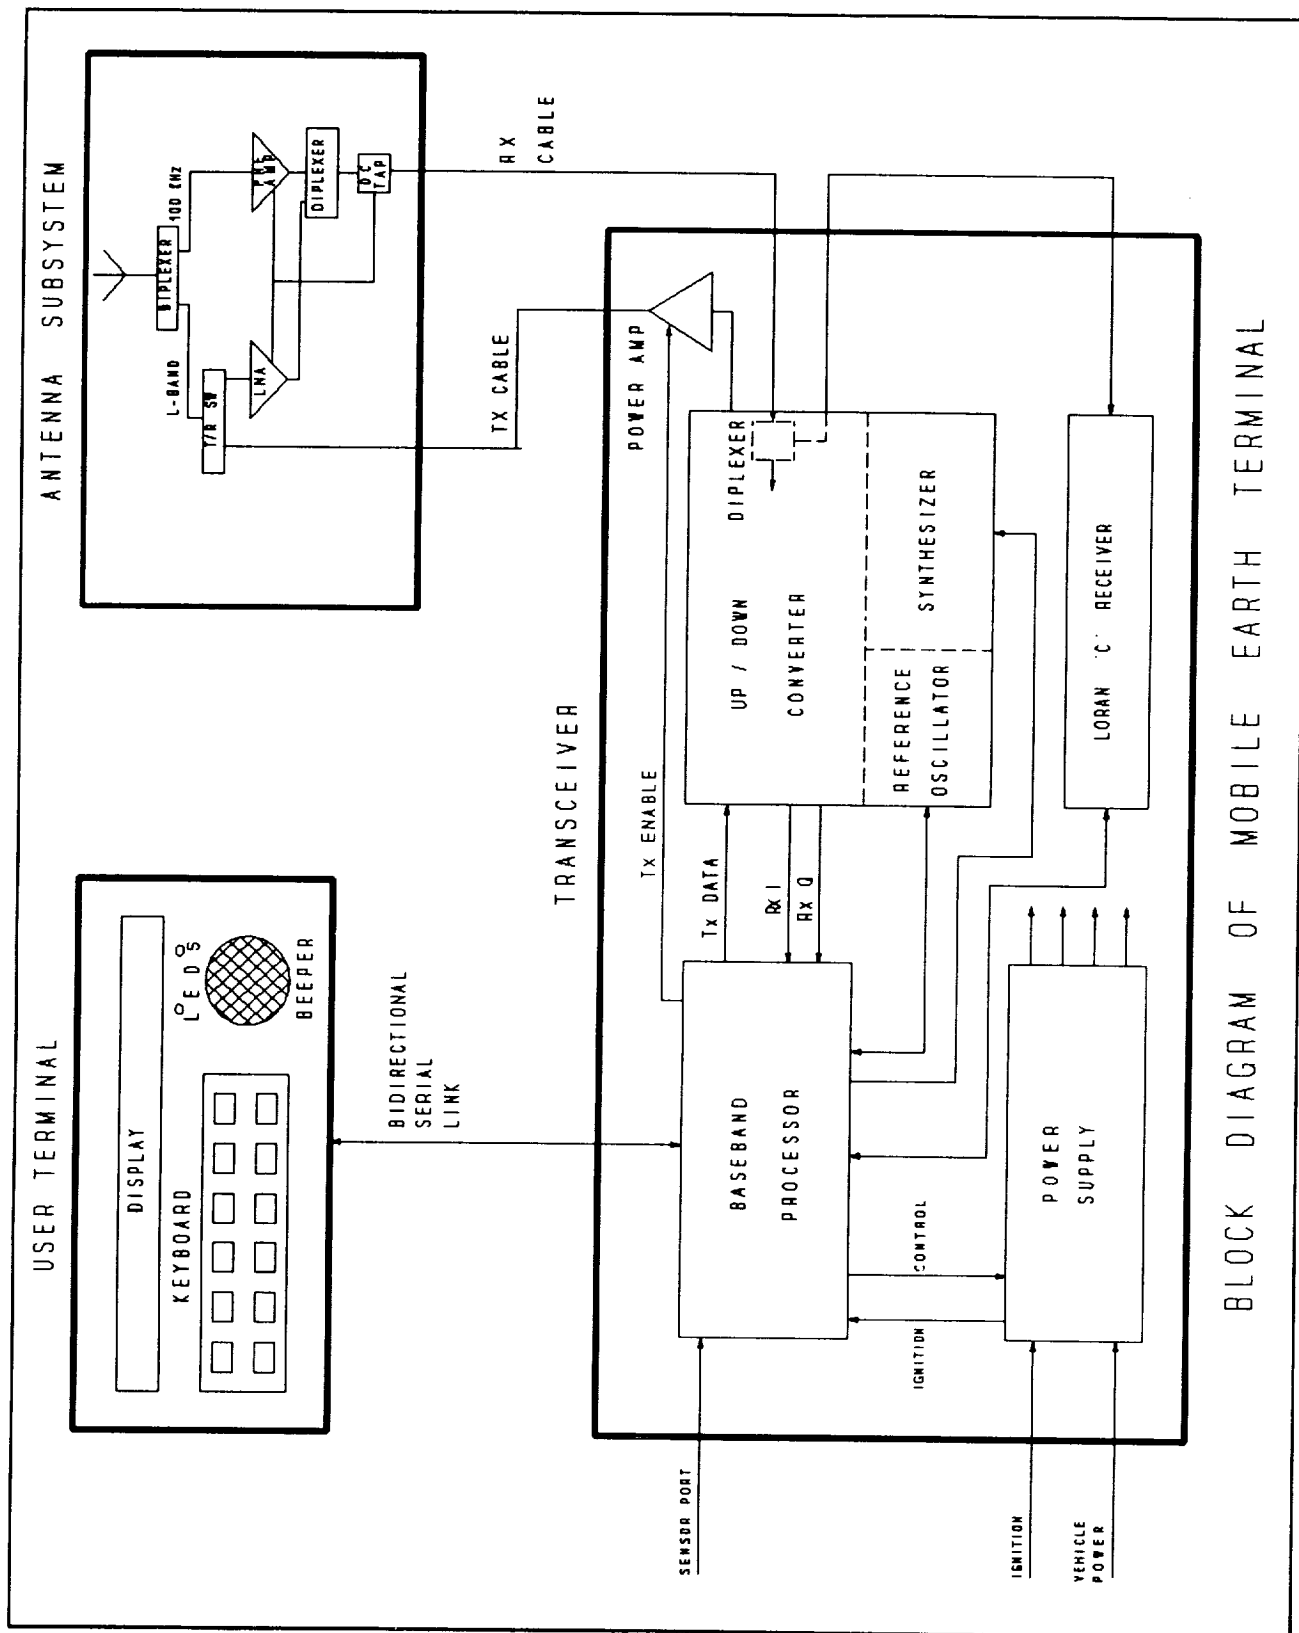 USER TERMINAL
DISPLAY
KEYBOARD
LEDS
BEEPER
BIDIRECTIONAL
SERIAL
LINK
ANTENNA SUBSYSTEM
L-BAND
100 KHz
T/R SW
LNA
PRE
AMP
DIPLEXER
DC
TAP
TX CABLE
RX
CABLE
TRANSCEIVER
Tx ENABLE
POWER AMP
Tx DATA
Rx I
Rx Q
BASEBAND
PROCESSOR
UP / DOWN
CONVERTER
DIPLEXER
REFERENCE
OSCILLATOR
SYNTHESIZER
LORAN 'C' RECEIVER
IGNITION
CONTROL
POWER
SUPPLY
SENSOR PORT
IGNITION
VEHICLE
POWER
BLOCK DIAGRAM OF MOBILE EARTH TERMINAL